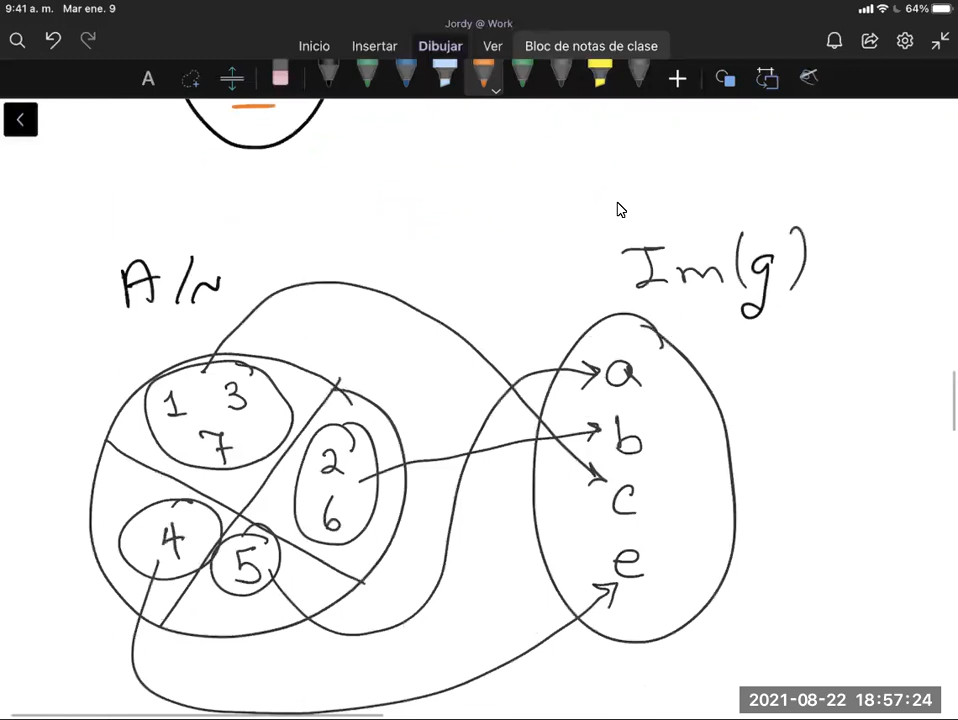 9:41 a. m. Mar ene. 9
64%
Jordy @ Work
Inicio Insertar Dibujar Ver Bloc de notas de clase
A
A/~
Im(g)
1 3
7
2
6
4
5
a
b
c
e
2021-08-22 18:57:24